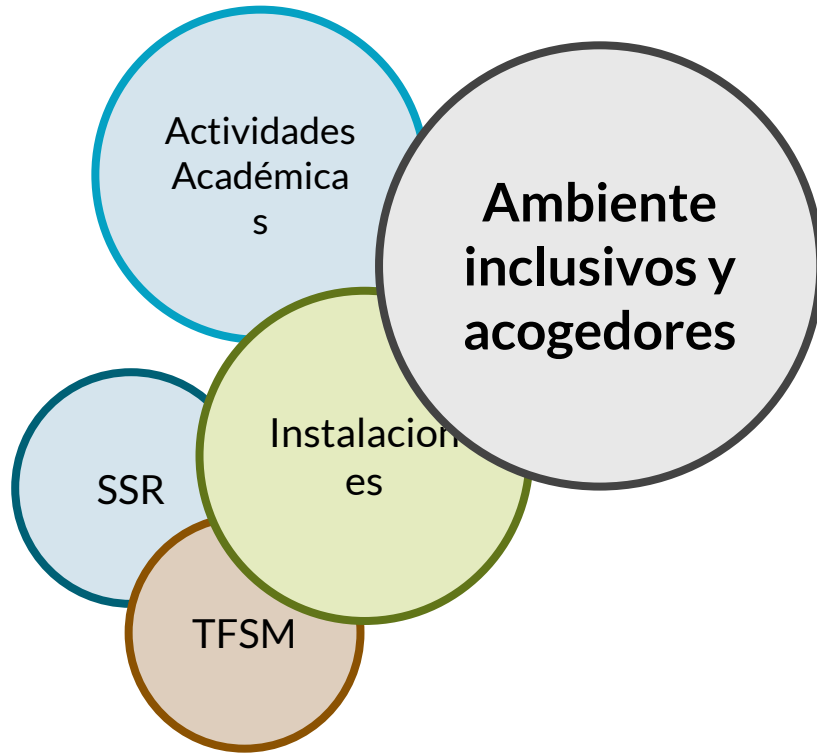 Actividades
Académica
s
Ambiente
inclusivos y
acogedores
Instalacion
es
SSR
TFSM